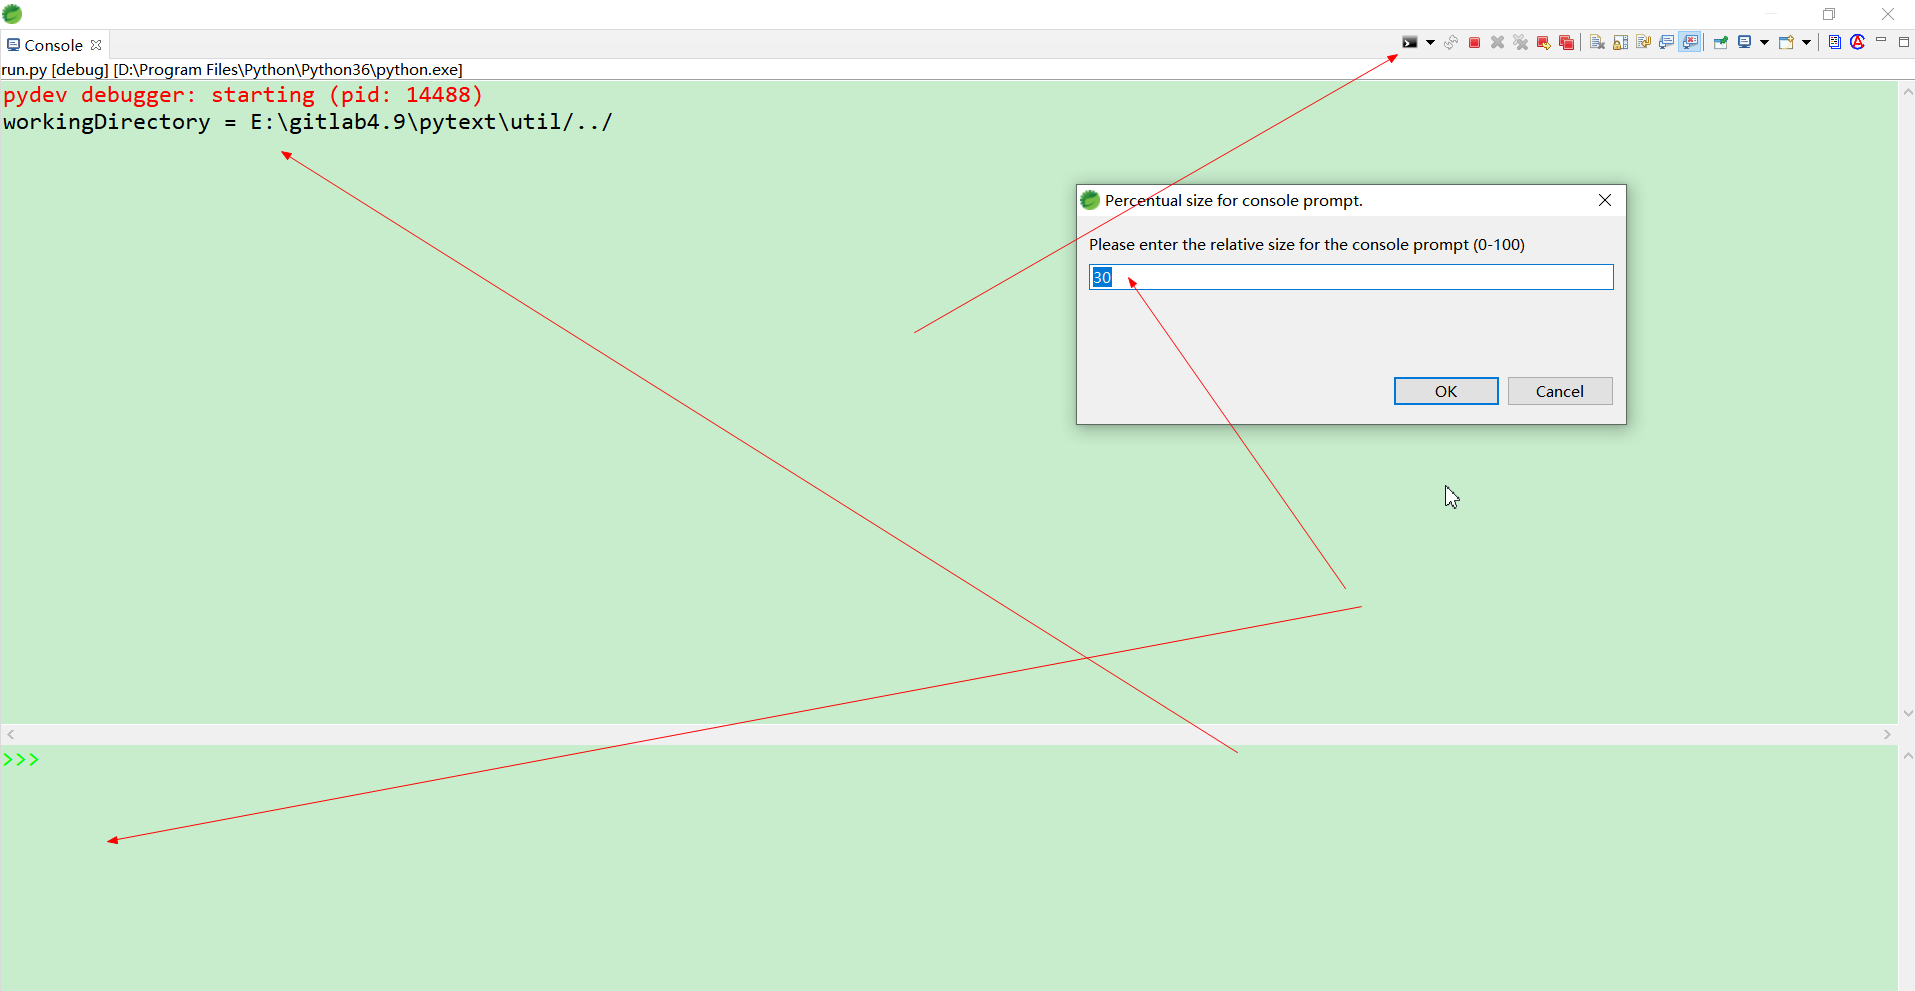 Console
run.py [debug] [D:\Program Files\Python\Python36\python.exe]
pydev debugger: starting (pid: 14488)
workingDirectory = E:\gitlab4.9\pytext\util/../
Percentual size for console prompt.
Please enter the relative size for the console prompt (0-100)
30
OK Cancel
>>>